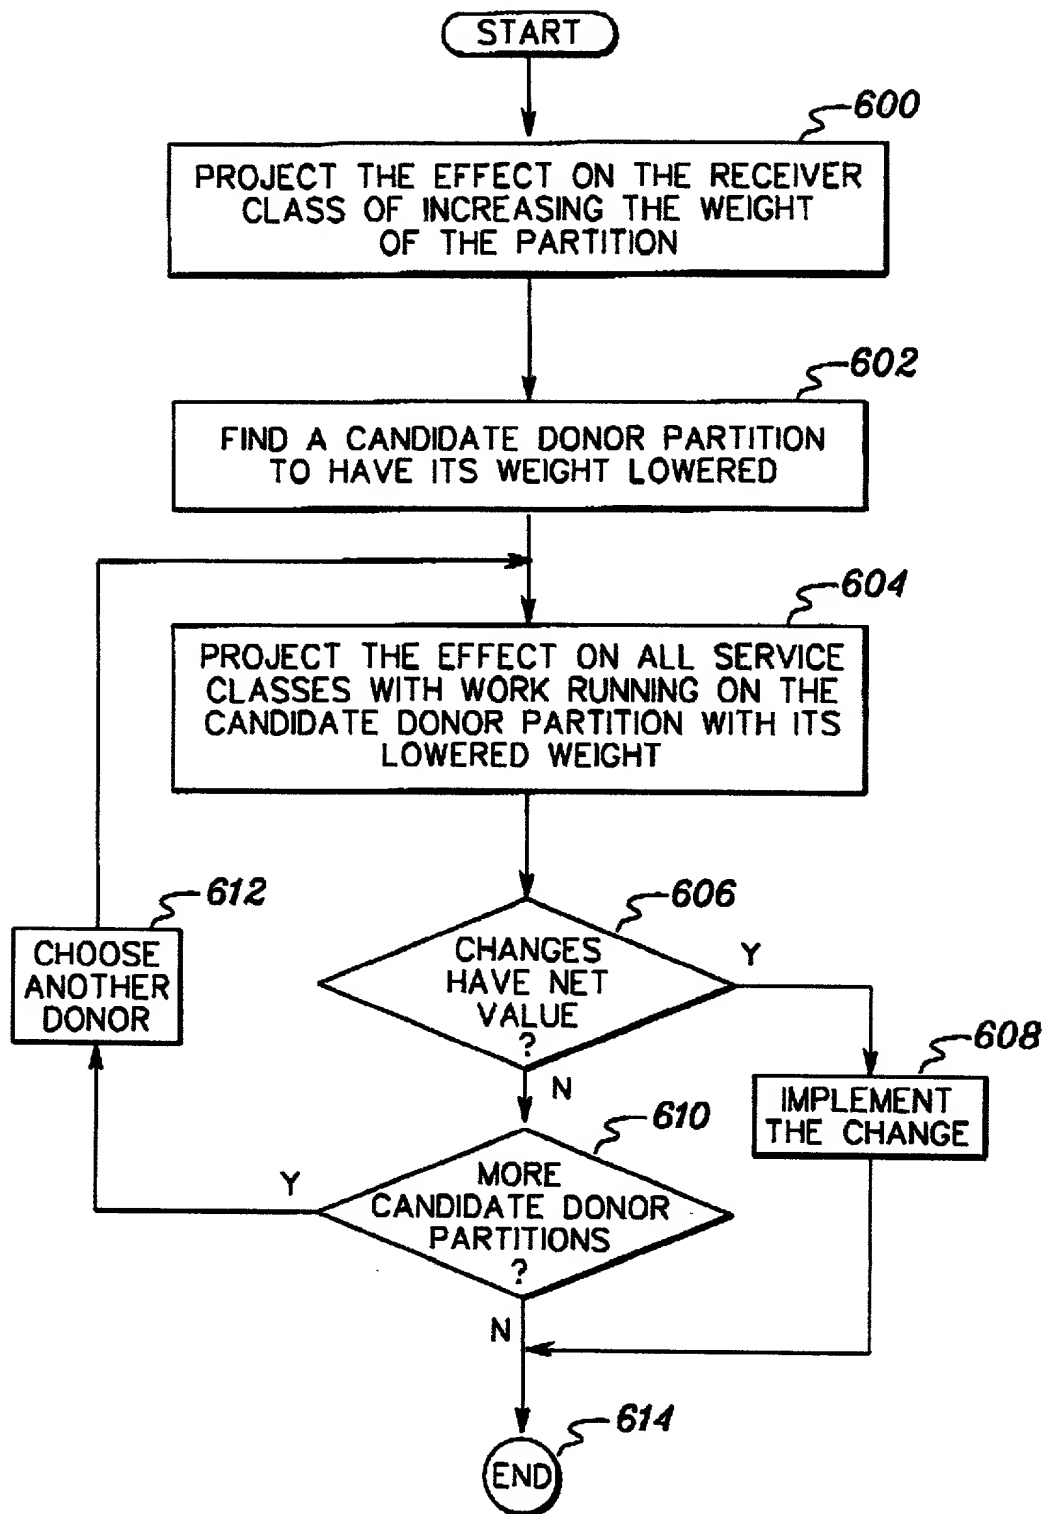 START
600
PROJECT THE EFFECT ON THE RECEIVER
CLASS OF INCREASING THE WEIGHT
OF THE PARTITION
602
FIND A CANDIDATE DONOR PARTITION
TO HAVE ITS WEIGHT LOWERED
604
PROJECT THE EFFECT ON ALL SERVICE
CLASSES WITH WORK RUNNING ON THE
CANDIDATE DONOR PARTITION WITH ITS
LOWERED WEIGHT
612
CHOOSE
ANOTHER
DONOR
606
CHANGES
HAVE NET
VALUE
?
Y
N
608
IMPLEMENT
THE CHANGE
610
MORE
CANDIDATE DONOR
PARTITIONS
?
Y
N
614
END